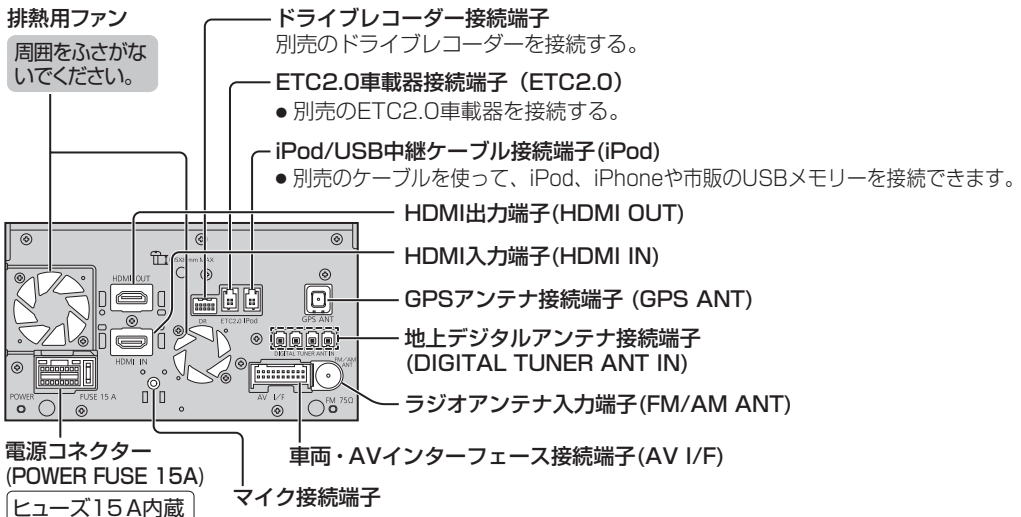 排熱用ファン
周囲をふさがな
いでください。
ドライブレコーダー接続端子
別売のドライブレコーダーを接続する。
ETC2.0車載器接続端子（ETC2.0）
● 別売のETC2.0車載器を接続する。
iPod/USB中継ケーブル接続端子(iPod)
● 別売のケーブルを使って、iPod、iPhoneや市販のUSBメモリーを接続できます。
HDMI出力端子(HDMI OUT)
HDMI入力端子(HDMI IN)
GPSアンテナ接続端子 (GPS ANT)
地上デジタルアンテナ接続端子
(DIGITAL TUNER ANT IN)
ラジオアンテナ入力端子(FM/AM ANT)
車両・AVインターフェース接続端子(AV I/F)
マイク接続端子
電源コネクター
(POWER FUSE 15A)
ヒューズ15A内蔵
HDMI OUT
mm MAX
DR
ETC2.0
iPod
GPS ANT
DIGITAL TUNER ANT IN
HDMI IN
FM/AM
ANT
POWER
FUSE 15 A
AV I/F
FM 75Ω